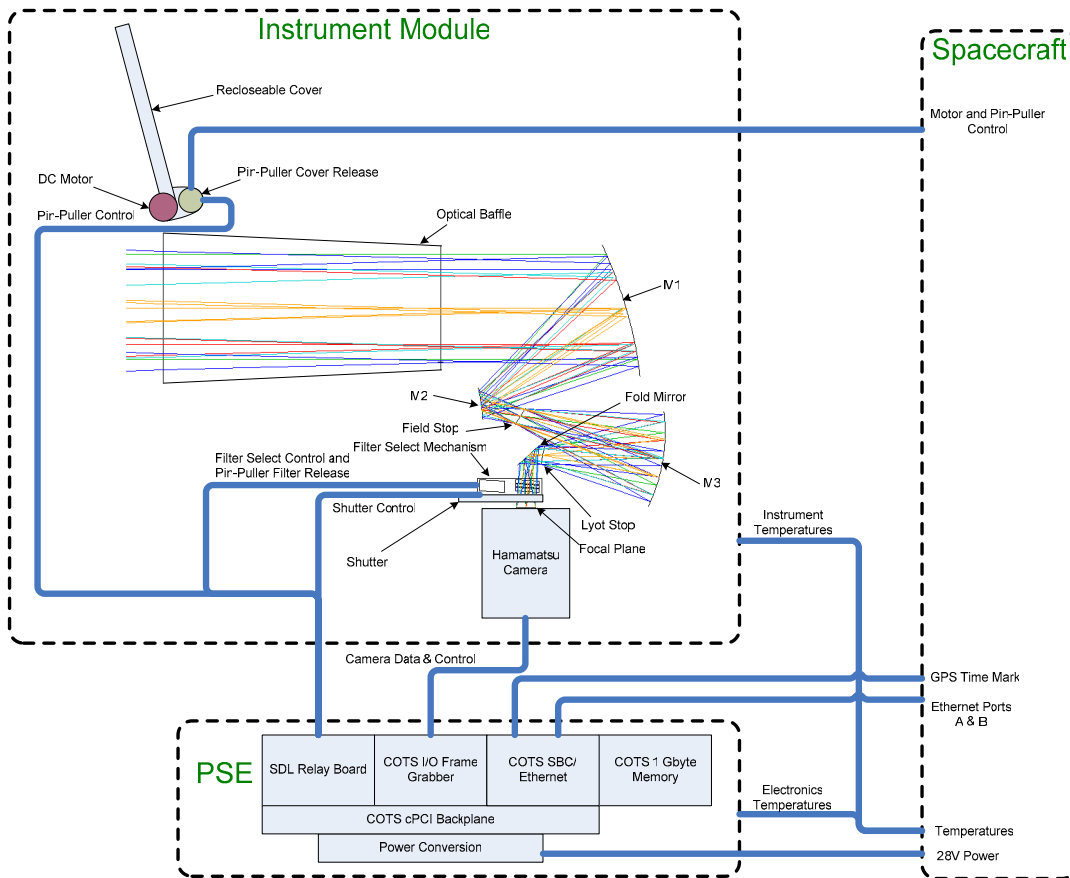 Instrument Module
Spacecraft
Recloseable Cover
Motor and Pin-Puller
Control
Pir-Puller Cover Release
DC Motor
Pir-Puller Control
Optical Baffle
M1
M2
Fold Mirror
Field Stop
Filter Select Mechanism
Filter Select Control and
Pir-Puller Filter Release
M3
Shutter Control
Lyot Stop
Instrument
Temperatures
Focal Plane
Shutter
Hamamatsu
Camera
Camera Data & Control
GPS Time Mark
Ethernet Ports
A & B
PSE
SDL Relay Board
COTS I/O Frame
Grabber
COTS SBC/
Ethernet
COTS 1 Gbyte
Memory
Electronics
Temperatures
COTS cPCI Backplane
Temperatures
Power Conversion
28V Power